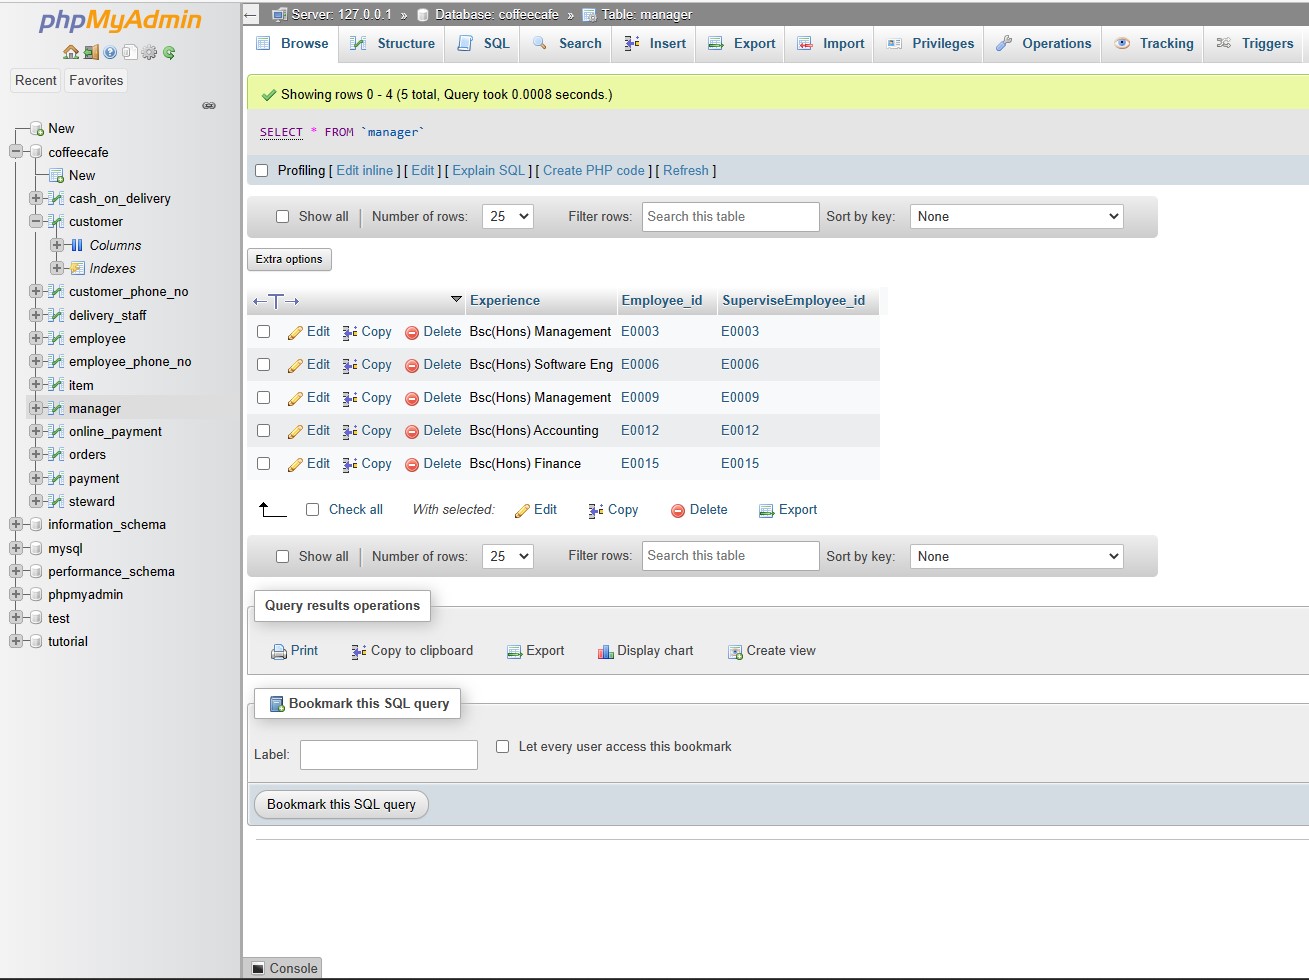 phpMyAdmin
Recent Favorites
New
coffeecafe
New
cash_on_delivery
customer
Columns
Indexes
customer_phone_no
delivery_staff
employee
employee_phone_no
item
manager
online_payment
orders
payment
steward
information_schema
mysql
performance_schema
phpmyadmin
test
tutorial
Server: 127.0.0.1 » Database: coffeecafe » Table: manager
Browse Structure SQL Search Insert Export Import Privileges Operations Tracking Triggers
Showing rows 0 - 4 (5 total, Query took 0.0008 seconds.)
SELECT * FROM `manager`
Profiling [ Edit inline ] [ Edit ] [ Explain SQL ] [ Create PHP code ] [ Refresh ]
Show all Number of rows: 25 Filter rows: Search this table Sort by key: None
Extra options
←T→ Experience Employee_id SuperviseEmployee_id
Edit Copy Delete Bsc(Hons) Management E0003 E0003
Edit Copy Delete Bsc(Hons) Software Eng E0006 E0006
Edit Copy Delete Bsc(Hons) Management E0009 E0009
Edit Copy Delete Bsc(Hons) Accounting E0012 E0012
Edit Copy Delete Bsc(Hons) Finance E0015 E0015
Check all With selected: Edit Copy Delete Export
Show all Number of rows: 25 Filter rows: Search this table Sort by key: None
Query results operations
Print Copy to clipboard Export Display chart Create view
Bookmark this SQL query
Label: Let every user access this bookmark
Bookmark this SQL query
Console